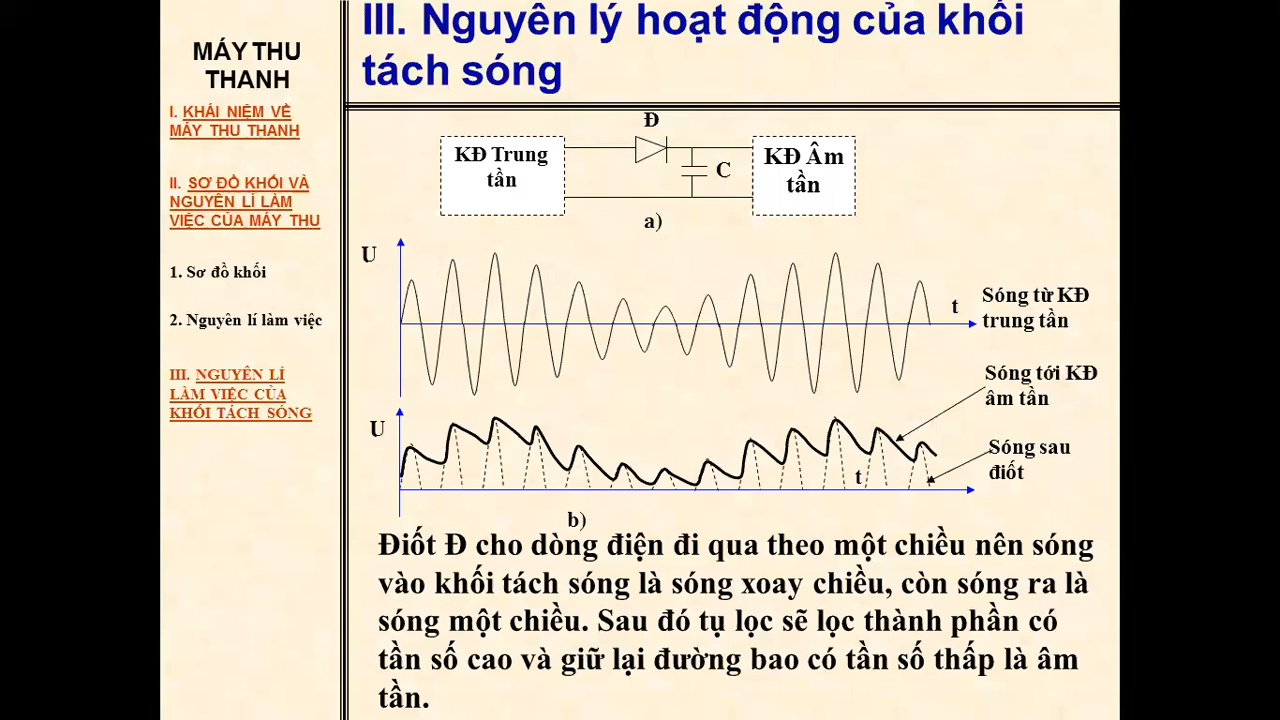 MÁY THU
THANH
I. KHÁI NIỆM VỀ
MÁY THU THANH
II. SƠ ĐỒ KHỐI VÀ
NGUYÊN LÍ LÀM
VIỆC CỦA MÁY THU
1. Sơ đồ khối
2. Nguyên lí làm việc
III. NGUYÊN LÍ
LÀM VIỆC CỦA
KHỐI TÁCH SÓNG
III. Nguyên lý hoạt động của khối
tách sóng
Đ
KĐ Trung
tần
C
KĐ Âm
tần
a)
U
t
Sóng từ KĐ
trung tần
Sóng tới KĐ
âm tần
U
t
Sóng sau
điốt
b)
Điốt Đ cho dòng điện đi qua theo một chiều nên sóng
vào khối tách sóng là sóng xoay chiều, còn sóng ra là
sóng một chiều. Sau đó tụ lọc sẽ lọc thành phần có
tần số cao và giữ lại đường bao có tần số thấp là âm
tần.